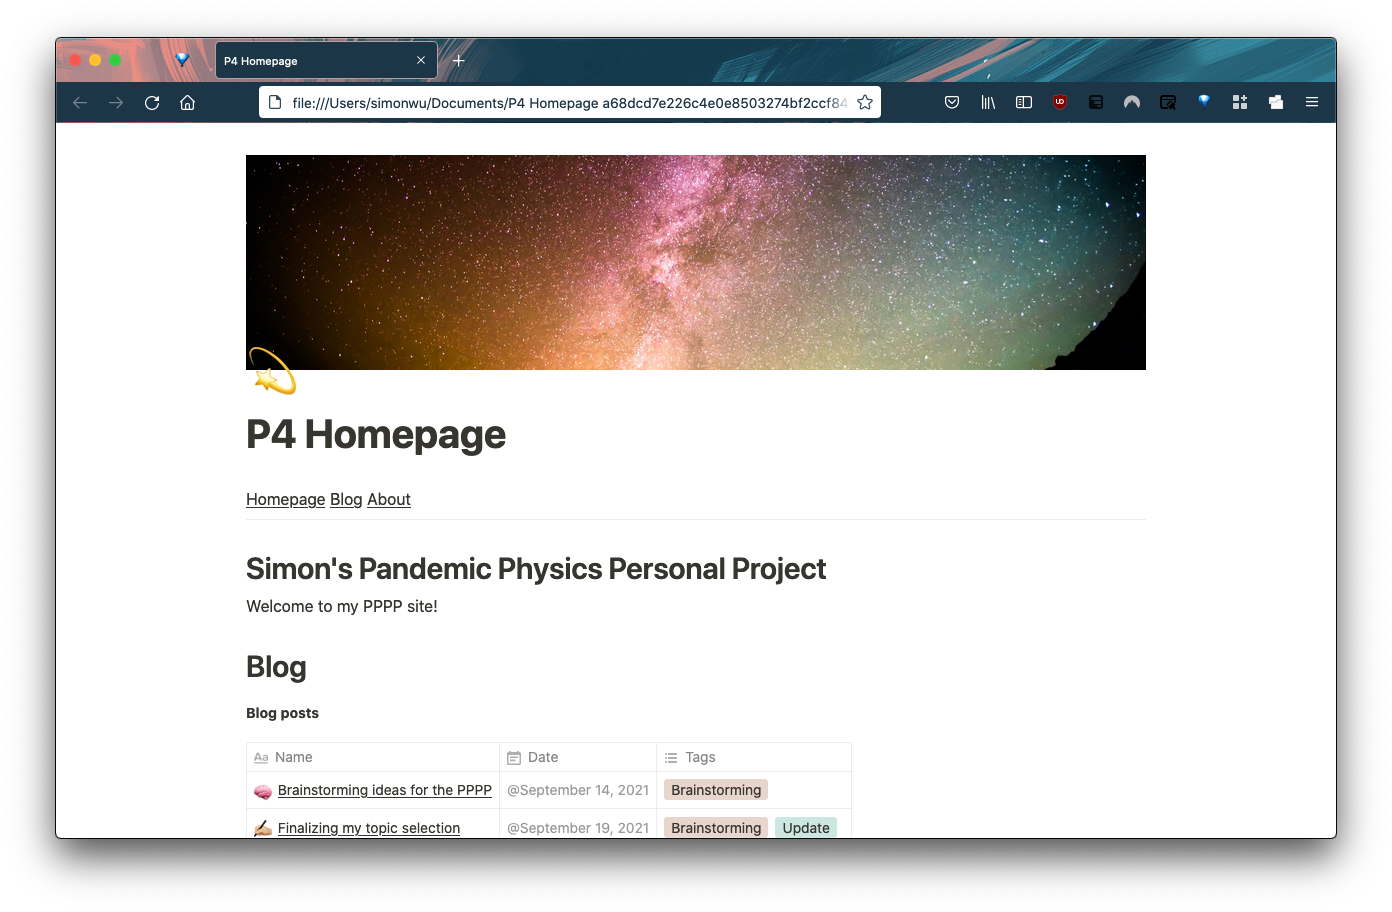 P4 Homepage
file:///Users/simonwu/Documents/P4 Homepage a68dcd7e226c4e0e8503274bf2ccf84
P4 Homepage
Homepage Blog About
Simon's Pandemic Physics Personal Project
Welcome to my PPPP site!
Blog
Blog posts
Aa Name Date Tags
Brainstorming ideas for the PPPP @September 14, 2021 Brainstorming
Finalizing my topic selection @September 19, 2021 Brainstorming Update